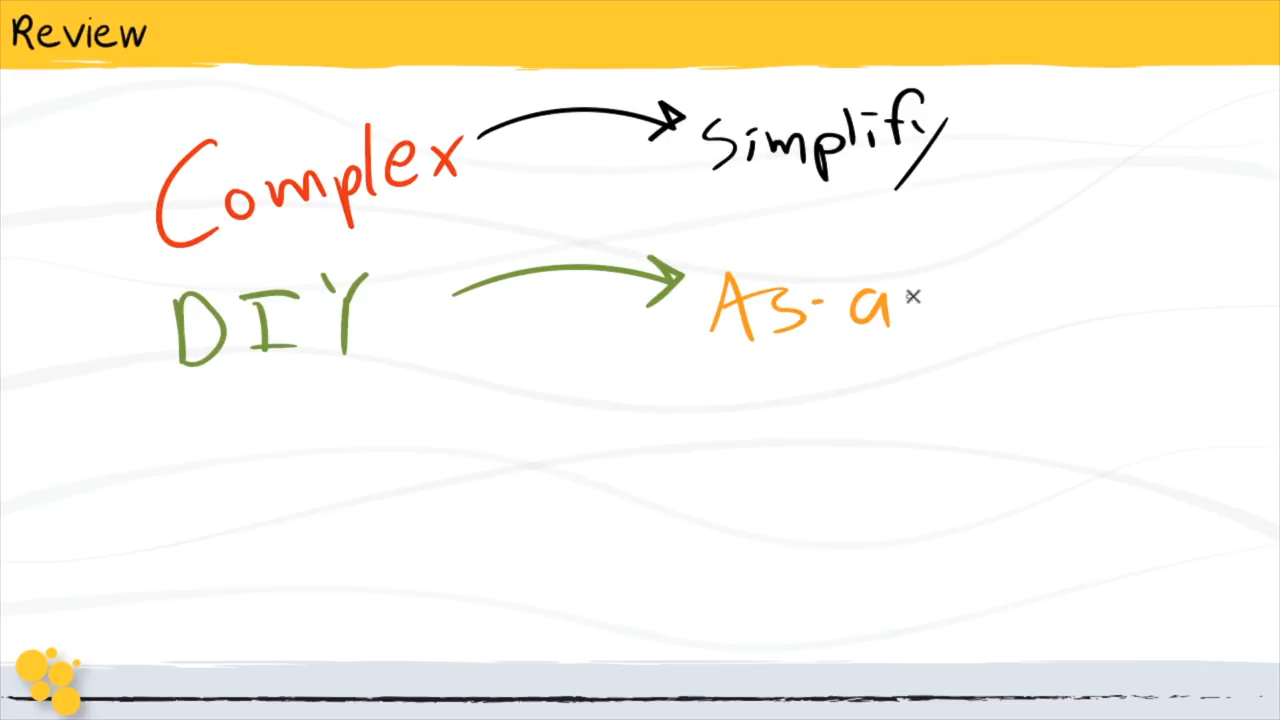 Review
Complex → Simplify
DIY → As-a